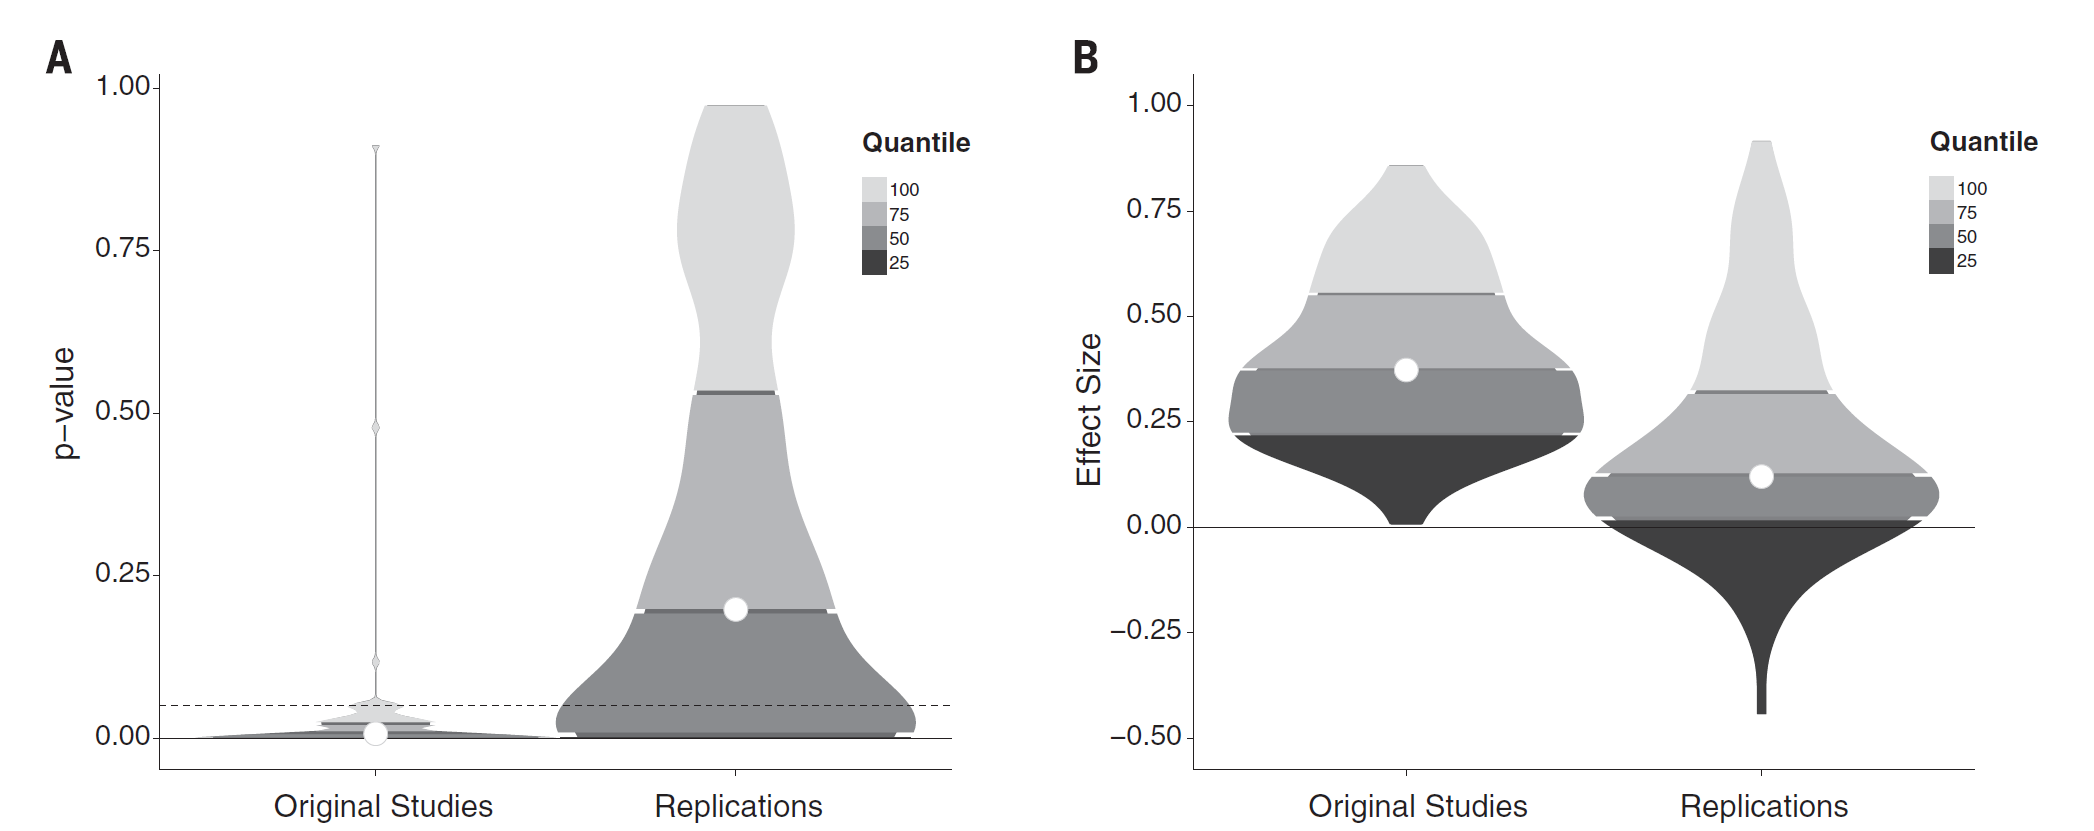 A
p−value
1.00
0.75
0.50
0.25
0.00
Original Studies
Replications
Quantile
100
75
50
25
B
Effect Size
1.00
0.75
0.50
0.25
0.00
−0.25
−0.50
Original Studies
Replications
Quantile
100
75
50
25